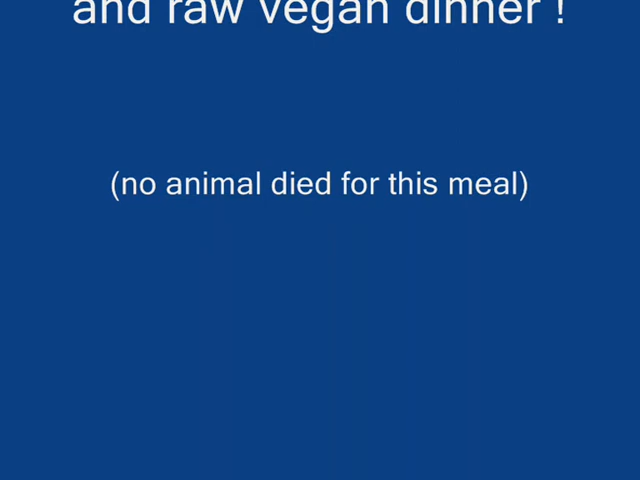 and raw vegan dinner !
(no animal died for this meal)